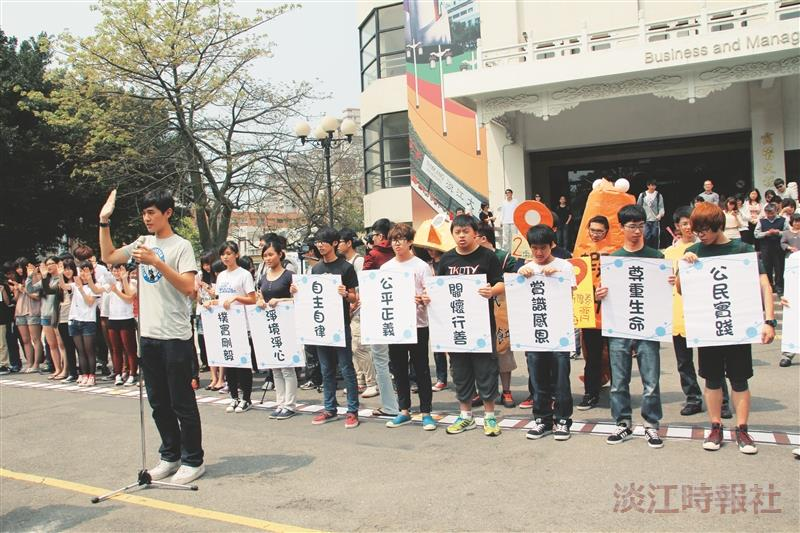 Business and Manag
樸實剛毅
淨境淨心
自主自律
公平正義
關懷行善
賞識感恩
尊重生命
公民實踐
淡江時報社